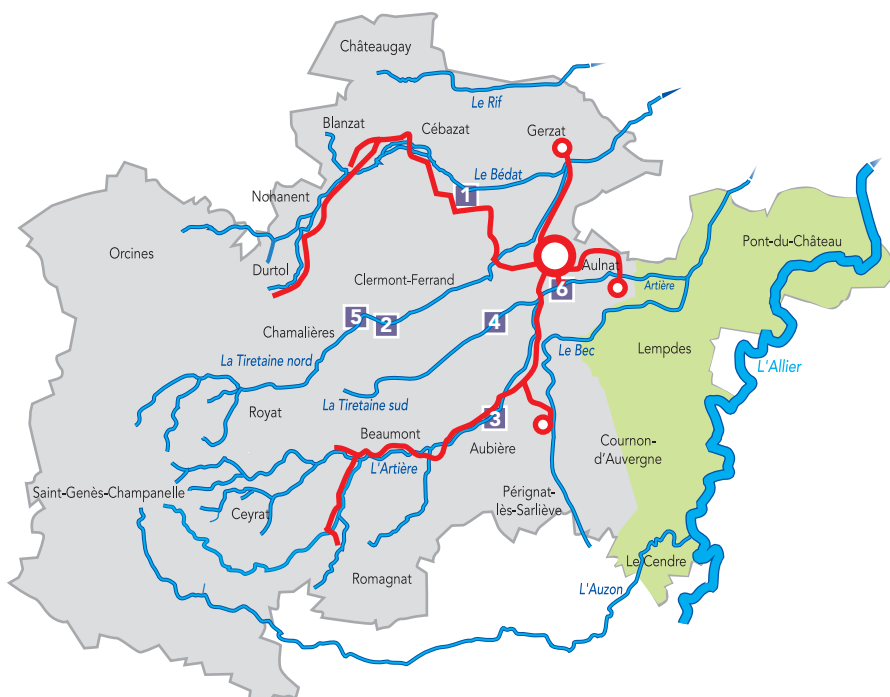 Châteaugay
Le Rif
Blanzat
Cébazat
Gerzat
Le Bédat
1
Nohanent
Orcines
Durtol
Clermont-Ferrand
Aulnat
Pont-du-Château
Artière
6
5
2
4
Chamalières
Le Bec
Lempdes
L'Allier
La Tiretaine nord
La Tiretaine sud
Royat
3
Beaumont
Aubière
Cournon-
d'Auvergne
L'Artière
Saint-Genès-Champanelle
Ceyrat
Pérignat
-lès-Sarliève
Romagnat
Le Cendre
L'Auzon